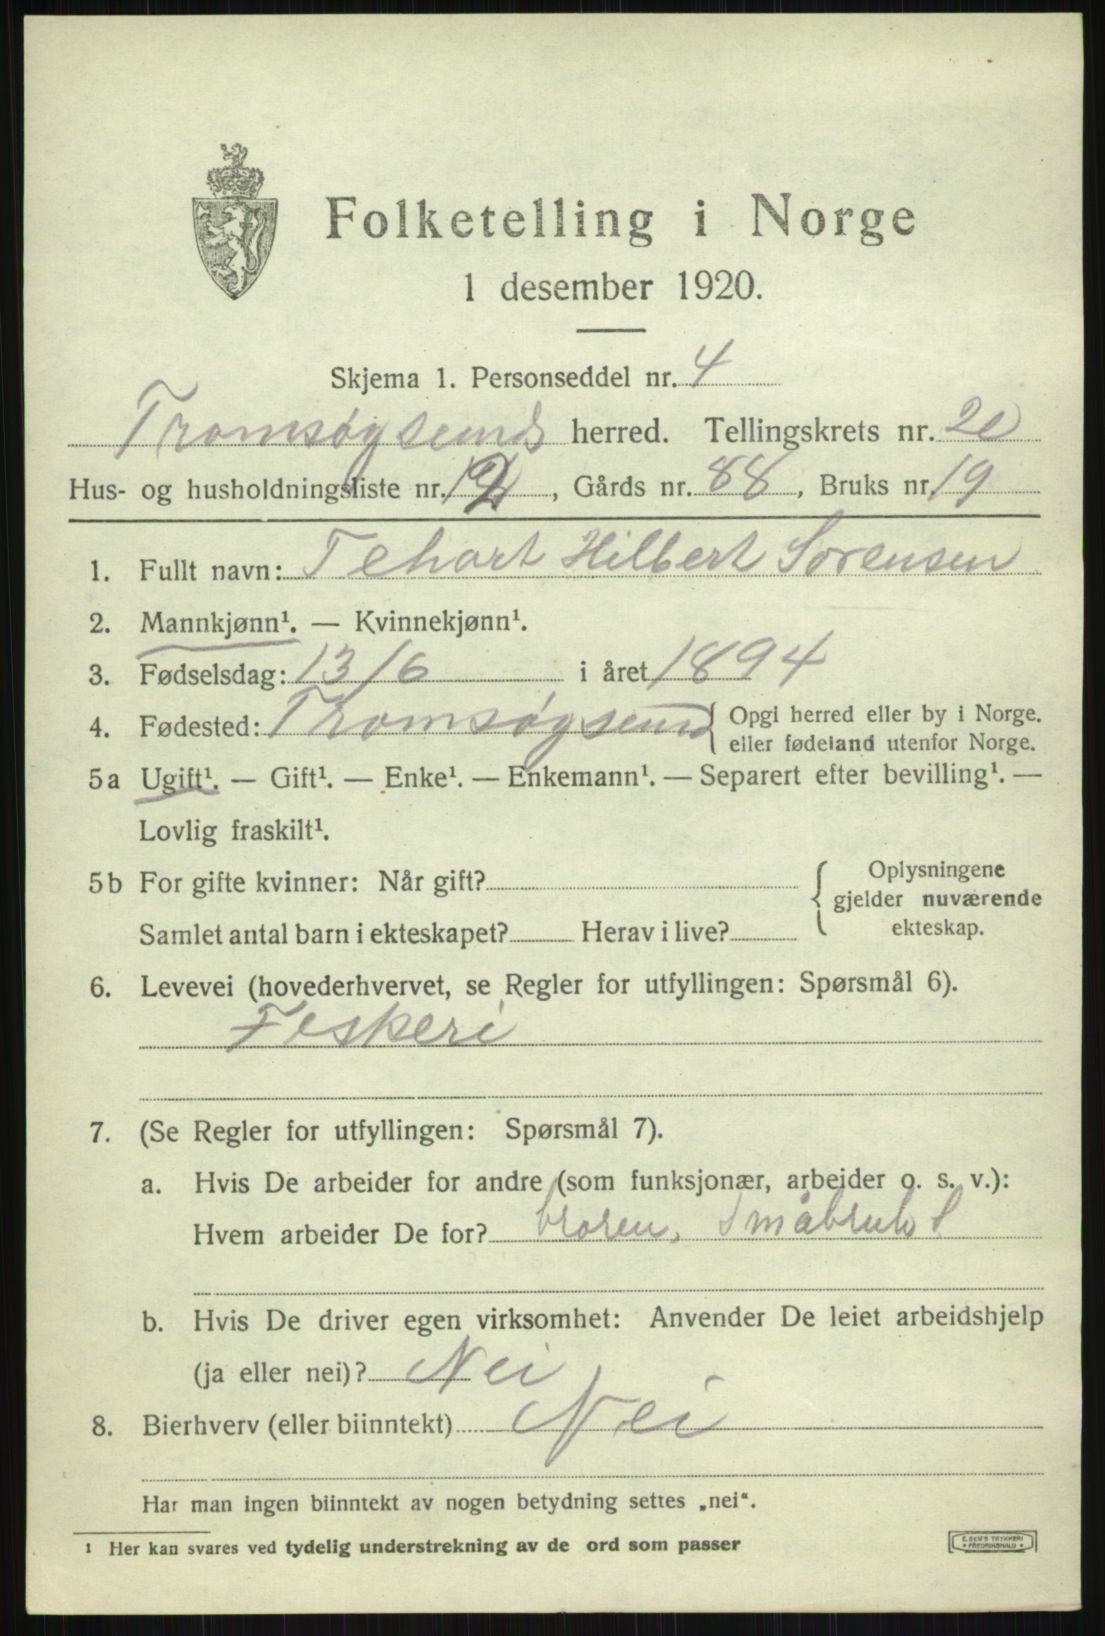 Folketelling i Norge
1 desember 1920.
Skjema 1. Personseddel nr. 4
Tromsøysund herred. Tellingskrets nr. 20
Hus- og husholdningsliste nr. 12, Gårds nr. 88, Bruks nr. 19
1. Fullt navn: Tehart Hilbert Sørensen
2. Mannkjønn¹. — Kvinnekjønn¹.
3. Fødselsdag: 13/6 i året 1894
4. Fødested: Tromsøysund { Opgi herred eller by i Norge.
eller fødeland utenfor Norge.
5a Ugift¹. — Gift¹. — Enke¹. — Enkemann¹. — Separert efter bevilling¹. —
Lovlig fraskilt¹.
5b For gifte kvinner: Når gift? { Oplysningene
gjelder nuværende
ekteskap.
Samlet antal barn i ekteskapet? Herav i live?
6. Levevei (hovederhvervet, se Regler for utfyllingen: Spørsmål 6).
Fiskeri
7. (Se Regler for utfyllingen: Spørsmål 7).
a. Hvis De arbeider for andre (som funksjonær, arbeider o. s. v.):
Hvem arbeider De for? broren, Småbruk
b. Hvis De driver egen virksomhet: Anvender De leiet arbeidshjelp
(ja eller nei)? Nei
8. Bierhverv (eller biinntekt) Nei
Har man ingen biinntekt av nogen betydning settes „nei“.
¹ Her kan svares ved tydelig understrekning av de ord som passer
E. SEM'S TRYKKERI
FREDRIKSHALD